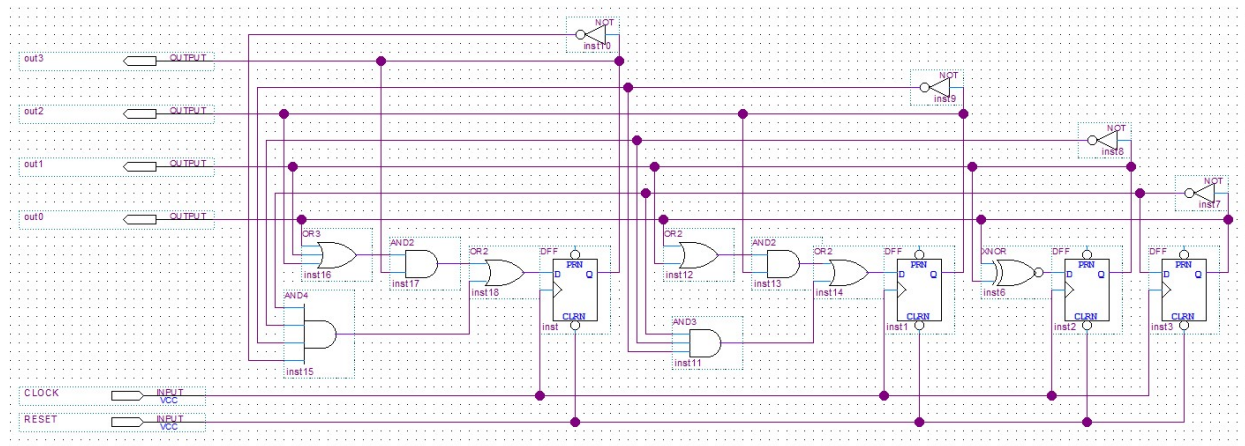 NOT
inst10
out3 OUTPUT
NOT
inst9
out2 OUTPUT
NOT
inst8
out1 OUTPUT
NOT
inst7
out0 OUTPUT
OR3
inst16
AND2
inst17
OR2
inst18
DFF
PRN
D Q
CLRN
inst
OR2
inst12
AND2
inst13
OR2
inst14
DFF
PRN
D Q
CLRN
inst1
XNOR
inst6
DFF
PRN
D Q
CLRN
inst2
DFF
PRN
D Q
CLRN
inst3
AND4
inst15
AND3
inst11
CLOCK INPUT
VCC
RESET INPUT
VCC